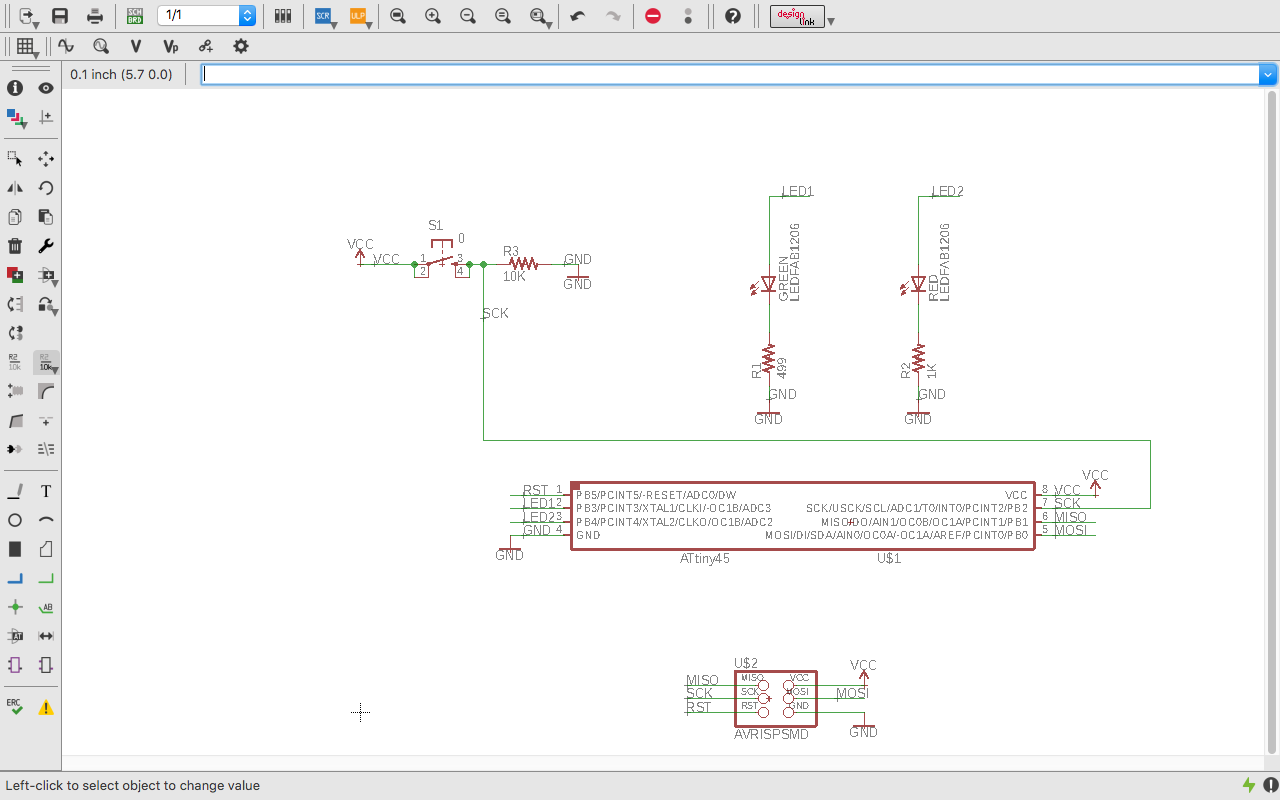 SCH
BRD
1/1
SCR
ULP
design
link
V
Vp
0.1 inch (5.7 0.0)
R2
10k
R2
10k
T
AB
ERC
LED1
LED2
S1
0
VCC
VCC
1
2
3
4
R3
10K
GND
GND
SCK
GREEN
LEDFAB1206
RED
LEDFAB1206
R1
499
R2
1K
GND
GND
GND
GND
VCC
RST 1 PB5/PCINT5/-RESET/ADC0/DW VCC 8 VCC
LED1 2 PB3/PCINT3/XTAL1/CLKI/-OC1B/ADC3 SCK/USCK/SCL/ADC1/T0/INT0/PCINT2/PB2 7 SCK
LED2 3 PB4/PCINT4/XTAL2/CLKO/OC1B/ADC2 MISO/DO/AIN1/OC0B/OC1A/PCINT1/PB1 6 MISO
GND 4 GND MOSI/DI/SDA/AIN0/OC0A/-OC1A/AREF/PCINT0/PB0 5 MOSI
GND
ATtiny45 U$1
U$2
VCC
MISO MISO VCC
SCK SCK MOSI MOSI
RST RST GND
AVRISPSMD GND
Left-click to select object to change value